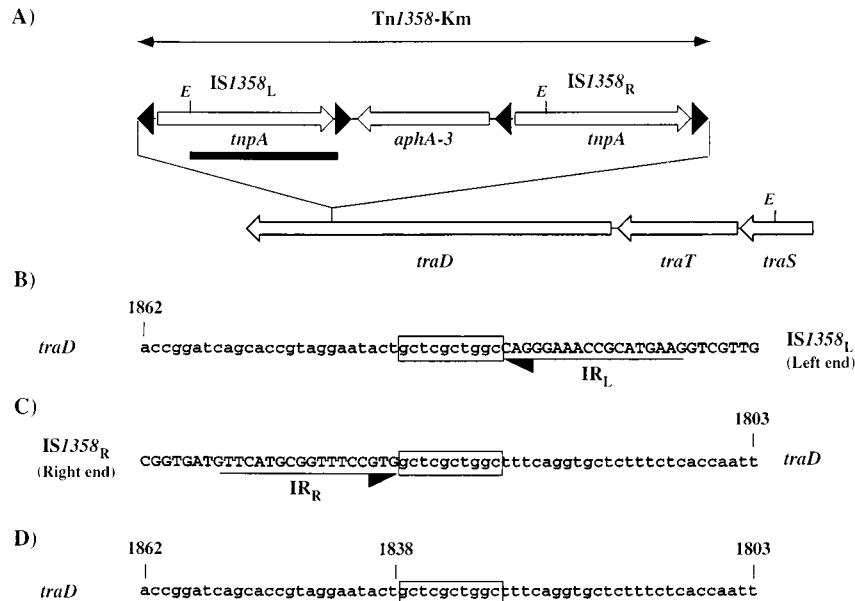 A)
Tn1358-Km
IS1358L
IS1358R
E
E
tnpA
aphA-3
tnpA
E
traD
traT
traS
B)
1862
traD
accggatcagcaccgtaggaatactgctcgctggcCAGGGAAACCGCATGAAGGTCGTTG
IS1358L
(Left end)
IRL
C)
1803
IS1358R
(Right end)
CGGTGATGTTCATGCGGTTTCCGTGgctcgctggctttcaggtgctctttctcaccaatt
traD
IRR
D)
1862
1838
1803
traD
accggatcagcaccgtaggaatactgctcgctggctttcaggtgctctttctcaccaatt